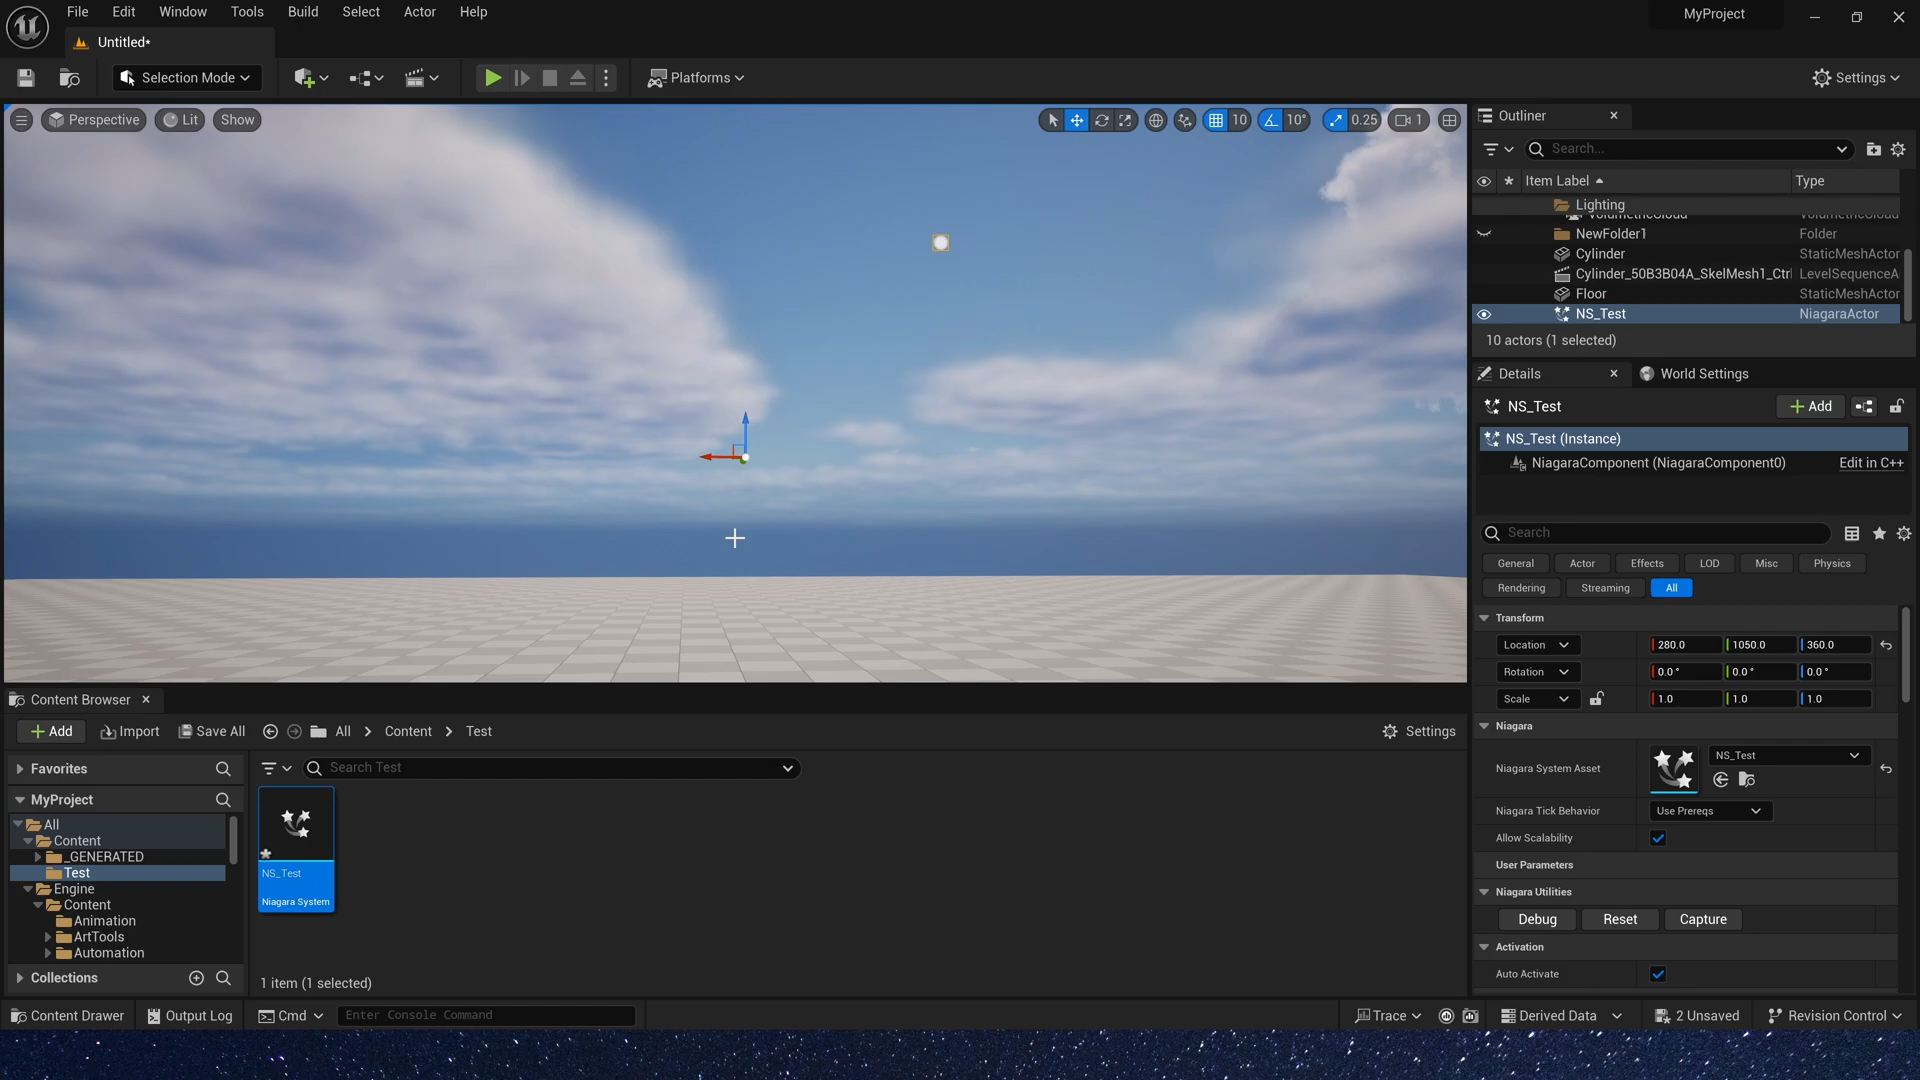 File Edit Window Tools Build Select Actor Help
MyProject
Untitled*
Selection Mode
Platforms
Settings
Perspective
Lit
Show
10
10°
0.25
1
Outliner
Search...
Item Label
Type
Lighting
VolumetricCloud VolumetricCloud
NewFolder1 Folder
Cylinder StaticMeshActor
Cylinder_50B3B04A_SkelMesh1_Ctrl LevelSequenceA
Floor StaticMeshActor
NS_Test NiagaraActor
10 actors (1 selected)
Details
World Settings
NS_Test
Add
NS_Test (Instance)
NiagaraComponent (NiagaraComponent0) Edit in C++
Search
General Actor Effects LOD Misc Physics
Rendering Streaming All
Transform
Location 280.0 1050.0 360.0
Rotation 0.0 ° 0.0 ° 0.0 °
Scale 1.0 1.0 1.0
Niagara
Niagara System Asset NS_Test
Niagara Tick Behavior Use Prereqs
Allow Scalability
User Parameters
Niagara Utilities
Debug Reset Capture
Activation
Auto Activate
Content Browser
Add Import Save All All Content Test Settings
Favorites
MyProject
All
Content
_GENERATED
Test
Engine
Content
Animation
ArtTools
Automation
Collections
Search Test
NS_Test
Niagara System
1 item (1 selected)
Content Drawer Output Log Cmd Enter Console Command Trace Derived Data 2 Unsaved Revision Control